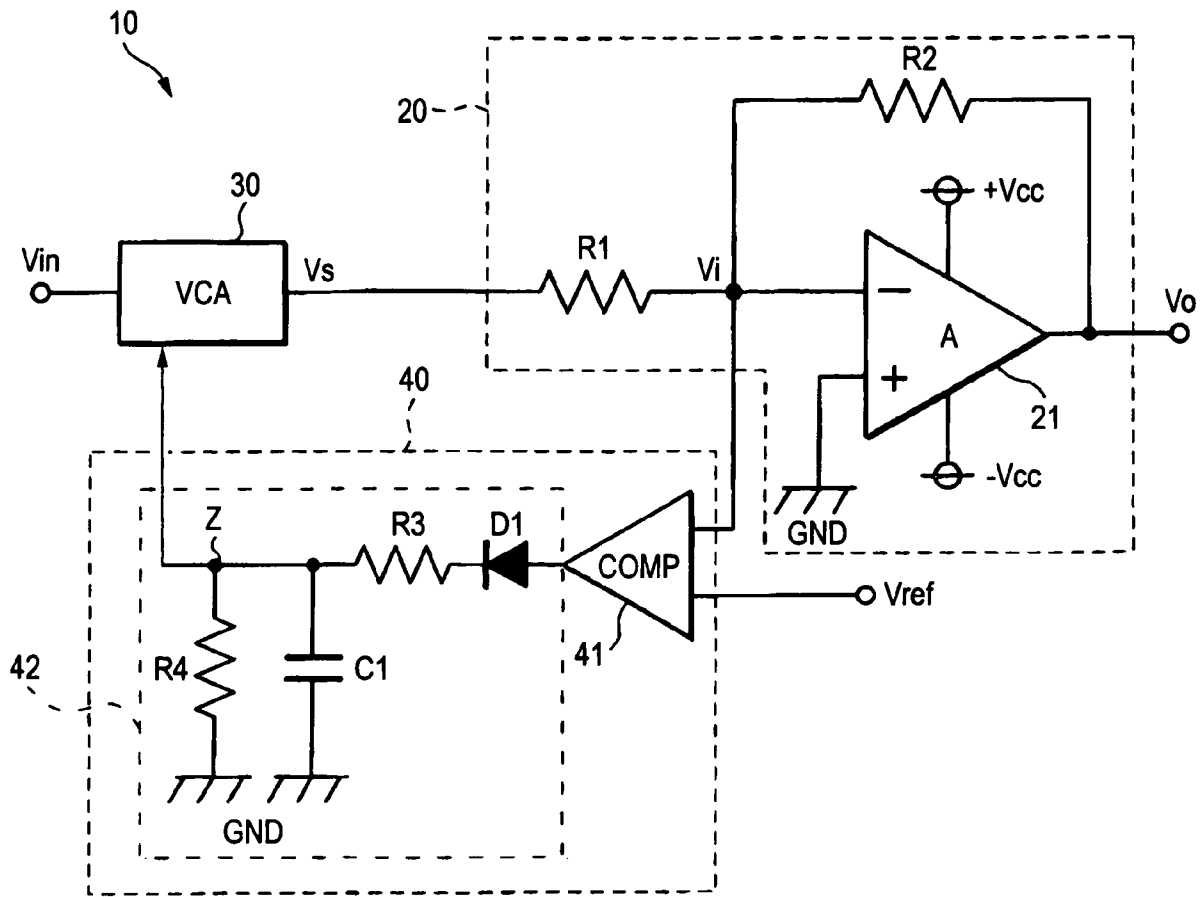 10
R2
20
+Vcc
30
Vin
VCA
Vs
R1
Vi
−
A
Vo
+
21
40
-Vcc
GND
Z
R3
D1
COMP
Vref
41
42
R4
C1
GND